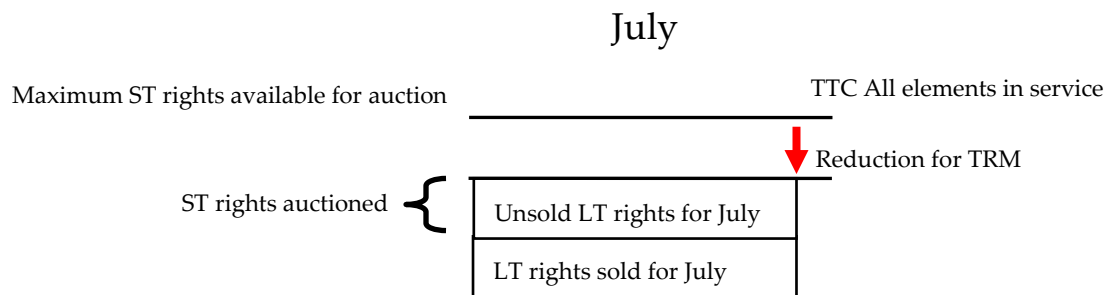 July
Maximum ST rights available for auction
TTC All elements in service
Reduction for TRM
ST rights auctioned
Unsold LT rights for July
LT rights sold for July